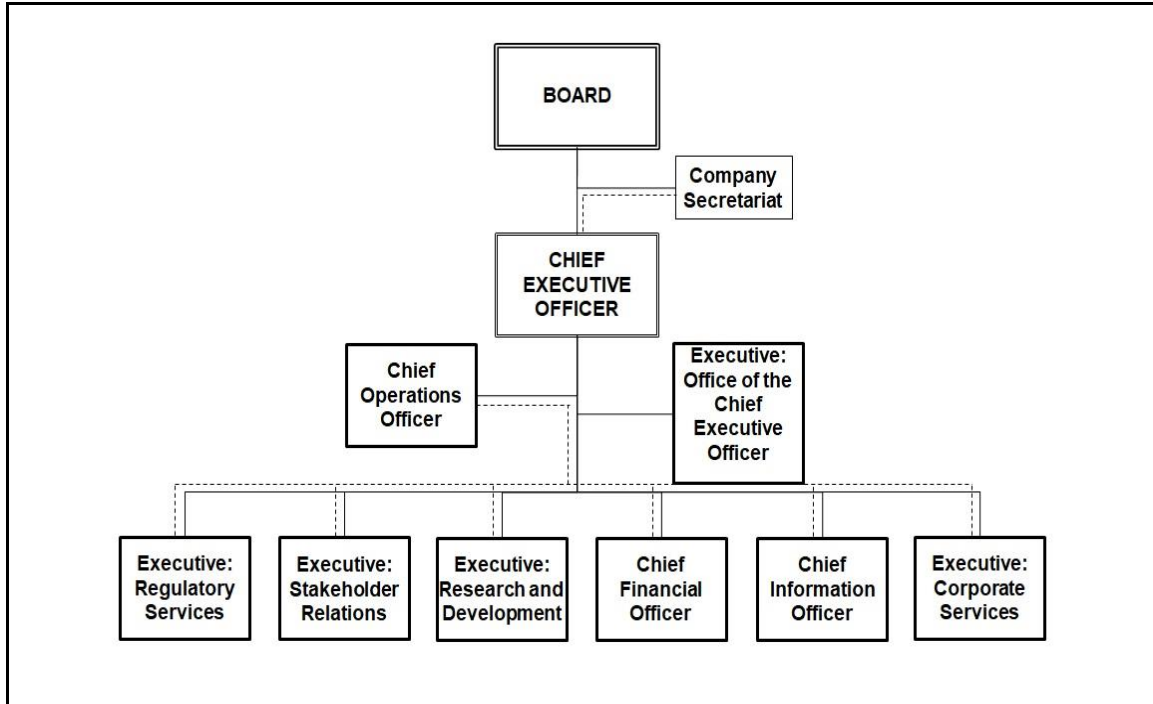 BOARD
Company
Secretariat
CHIEF
EXECUTIVE
OFFICER
Chief
Operations
Officer
Executive:
Office of the
Chief
Executive
Officer
Executive:
Regulatory
Services
Executive:
Stakeholder
Relations
Executive:
Research and
Development
Chief
Financial
Officer
Chief
Information
Officer
Executive:
Corporate
Services